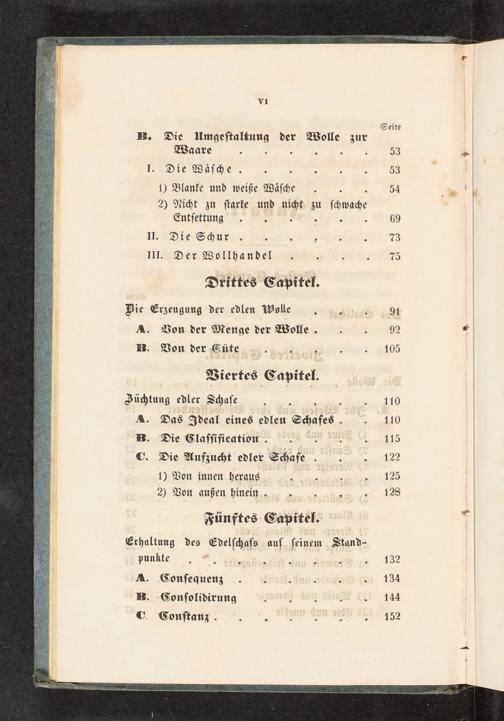 VI
Seite
B. Die Umgestaltung der Wolle zur
Waare . . . . . . 53
I. Die Wäsche . . . . . . 53
1) Blanke und weiße Wäsche . . . 54
2) Nicht zu starke und nicht zu schwache
Entfettung . . . . . 69
II. Die Schur . . . . . . 73
III. Der Wollhandel . . . . . 75
Drittes Capitel.
Die Erzeugung der edlen Wolle . . . 91
A. Von der Menge der Wolle . . . 92
B. Von der Güte . . . . . 105
Viertes Capitel.
Züchtung edler Schafe . . . . . 110
A. Das Ideal eines edlen Schafes . . 110
B. Die Classification . . . . . 115
C. Die Aufzucht edler Schafe . . . 122
1) Von innen heraus . . . . 125
2) Von außen hinein . . . . . 128
Fünftes Capitel.
Erhaltung des Edelschafs auf seinem Stand-
punkte . . . . . . . 132
A. Consequenz . . . . . . 134
B. Consolidirung . . . . 144
C. Constanz . . . . . . . 152